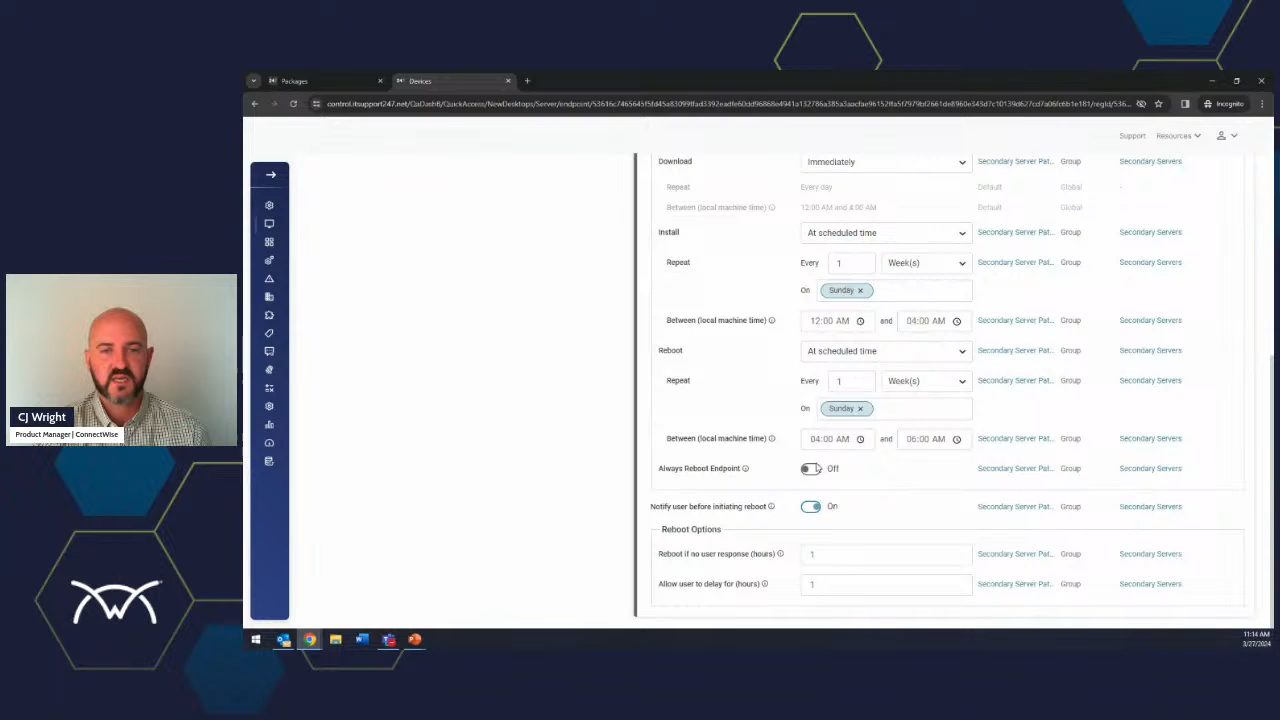 Packages
Devices
Incognito
Support Resources
Download Immediately Secondary Server Pat... Group Secondary Servers
Repeat Every day Default Global -
Between (local machine time) 12:00 AM and 4:00 AM Default Global
Install At scheduled time Secondary Server Pat... Group Secondary Servers
Repeat Every 1 Week(s) Secondary Server Pat... Group Secondary Servers
On Sunday
Between (local machine time) 12:00 AM and 04:00 AM Secondary Server Pat... Group Secondary Servers
Reboot At scheduled time Secondary Server Pat... Group Secondary Servers
Repeat Every 1 Week(s) Secondary Server Pat... Group Secondary Servers
On Sunday
Between (local machine time) 04:00 AM and 06:00 AM Secondary Server Pat... Group Secondary Servers
Always Reboot Endpoint Off Secondary Server Pat... Group Secondary Servers
Notify user before initiating reboot On Secondary Server Pat... Group Secondary Servers
Reboot Options
Reboot if no user response (hours) 1 Secondary Server Pat... Group Secondary Servers
Allow user to delay for (hours) 1 Secondary Server Pat... Group Secondary Servers
11:14 AM
3/27/2024
CJ Wright
Product Manager | ConnectWise